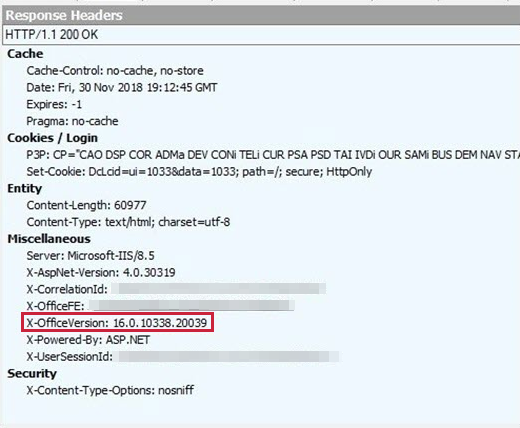 Response Headers
HTTP/1.1 200 OK
Cache
Cache-Control: no-cache, no-store
Date: Fri, 30 Nov 2018 19:12:45 GMT
Expires: -1
Pragma: no-cache
Cookies / Login
P3P: CP="CAO DSP COR ADMa DEV CONi TELi CUR PSA PSD TAI IVDi OUR SAMi BUS DEM NAV STA
Set-Cookie: DcLcid=ui=1033&data=1033; path=/; secure; HttpOnly
Entity
Content-Length: 60977
Content-Type: text/html; charset=utf-8
Miscellaneous
Server: Microsoft-IIS/8.5
X-AspNet-Version: 4.0.30319
X-CorrelationId:
X-OfficeFE:
X-OfficeVersion: 16.0.10338.20039
X-Powered-By: ASP.NET
X-UserSessionId:
Security
X-Content-Type-Options: nosniff